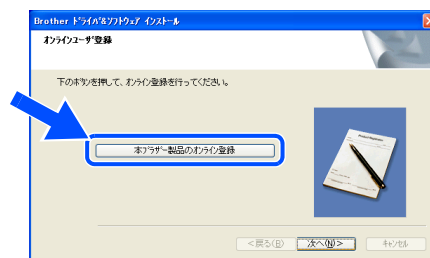 Brother ﾄﾞﾗｲﾊﾞ&ｿﾌﾄｳｪｱ ｲﾝｽﾄｰﾙ
ｵﾝﾗｲﾝﾕｰｻﾞ登録
下のﾎﾞﾀﾝを押して、ｵﾝﾗｲﾝ登録を行ってください。
本ﾌﾞﾗｻﾞｰ製品のｵﾝﾗｲﾝ登録
<戻る(B) 次へ(N)> ｷｬﾝｾﾙ